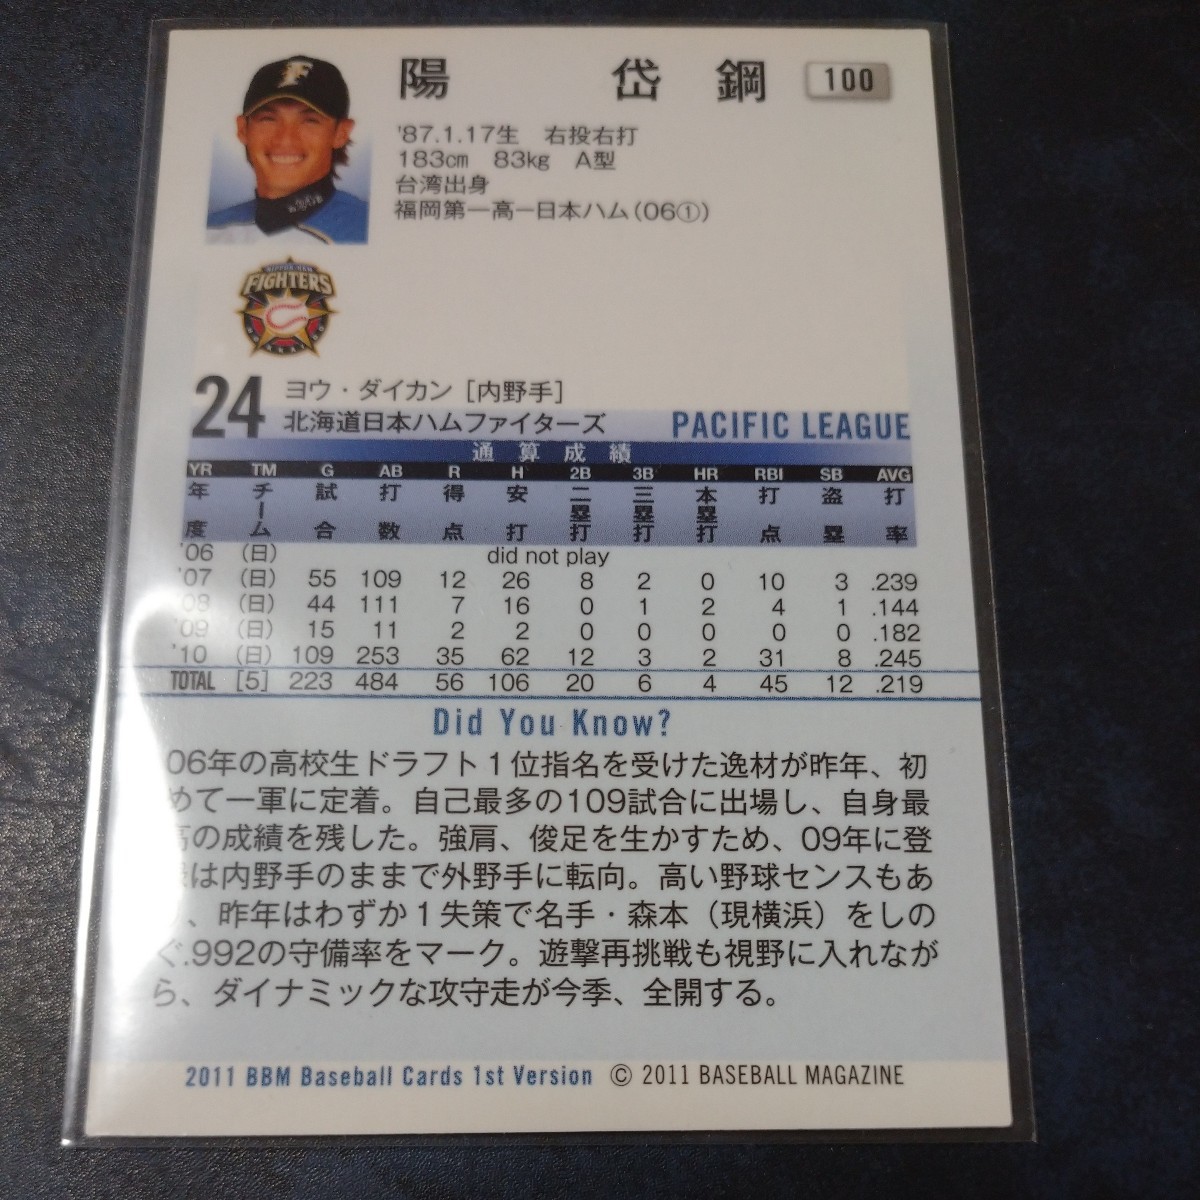 陽 岱 鋼 100
'87.1.17生 右投右打
183cm 83kg A型
台湾出身
福岡第一高－日本ハム(06①)
NIPPON-HAM
FIGHTERS
HOKKAIDO
24 ヨウ・ダイカン [内野手]
北海道日本ハムファイターズ PACIFIC LEAGUE
通算成績
YR TM G AB R H 2B 3B HR RBI SB AVG
年度 チーム 試合 打数 得点 安打 二塁打 三塁打 本塁打 打点 盗塁 打率
'06 (日) did not play
'07 (日) 55 109 12 26 8 2 0 10 3 .239
'08 (日) 44 111 7 16 0 1 2 4 1 .144
'09 (日) 15 11 2 2 0 0 0 0 0 .182
'10 (日) 109 253 35 62 12 3 2 31 8 .245
TOTAL [5] 223 484 56 106 20 6 4 45 12 .219
Did You Know?
06年の高校生ドラフト1位指名を受けた逸材が昨年、初
めて一軍に定着。自己最多の109試合に出場し、自身最
高の成績を残した。強肩、俊足を生かすため、09年に登
録は内野手のままで外野手に転向。高い野球センスもあ
、昨年はわずか1失策で名手・森本（現横浜）をしの
ぐ.992の守備率をマーク。遊撃再挑戦も視野に入れなが
ら、ダイナミックな攻守走が今季、全開する。
2011 BBM Baseball Cards 1st Version © 2011 BASEBALL MAGAZINE